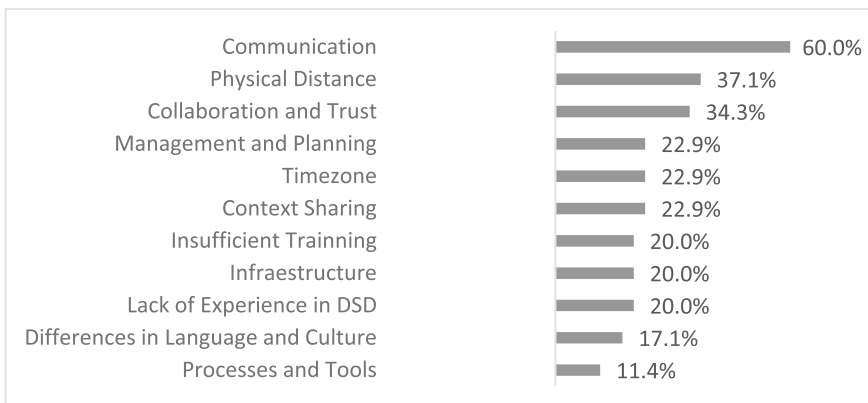 Communication 60.0%
Physical Distance 37.1%
Collaboration and Trust 34.3%
Management and Planning 22.9%
Timezone 22.9%
Context Sharing 22.9%
Insufficient Trainning 20.0%
Infraestructure 20.0%
Lack of Experience in DSD 20.0%
Differences in Language and Culture 17.1%
Processes and Tools 11.4%